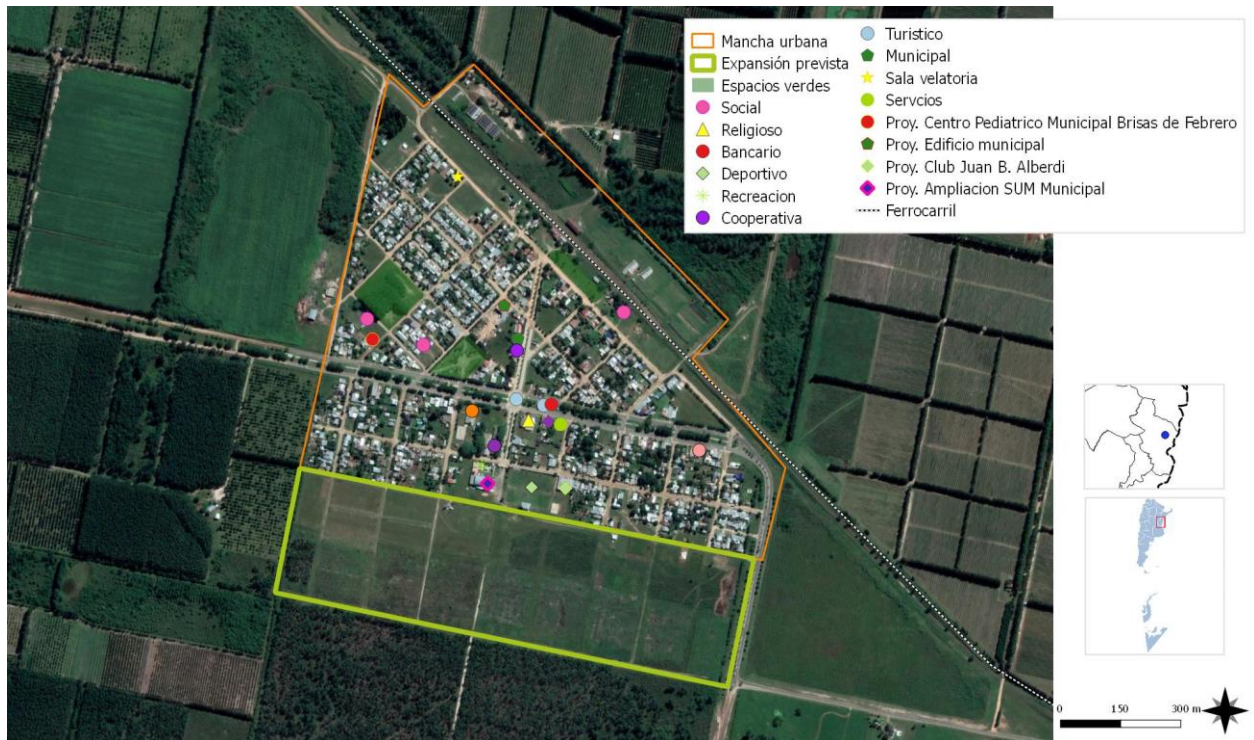 Mancha urbana
Expansión prevista
Espacios verdes
Social
Religioso
Bancario
Deportivo
Recreacion
Cooperativa
Turistico
Municipal
Sala velatoria
Servcios
Proy. Centro Pediatrico Municipal Brisas de Febrero
Proy. Edificio municipal
Proy. Club Juan B. Alberdi
Proy. Ampliacion SUM Municipal
Ferrocarril
0 150 300 m